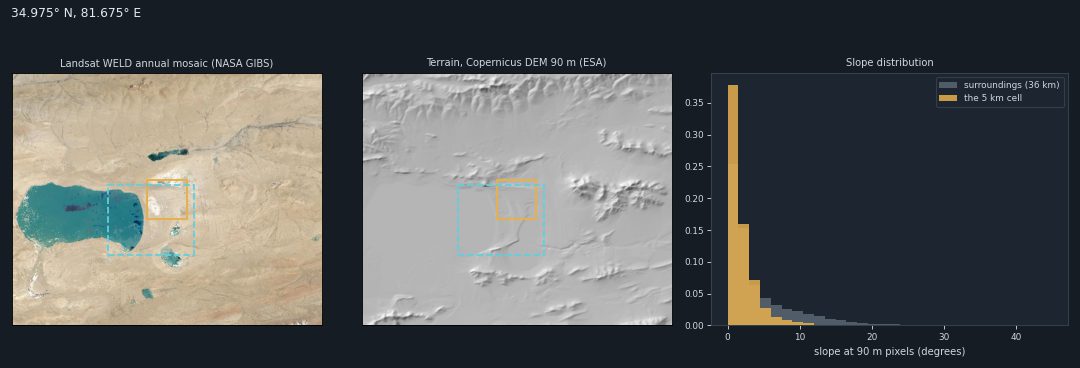 34.975° N, 81.675° E
Landsat WELD annual mosaic (NASA GIBS)
Terrain, Copernicus DEM 90 m (ESA)
Slope distribution
surroundings (36 km)
the 5 km cell
0.35
0.30
0.25
0.20
0.15
0.10
0.05
0.00
0 10 20 30 40
slope at 90 m pixels (degrees)